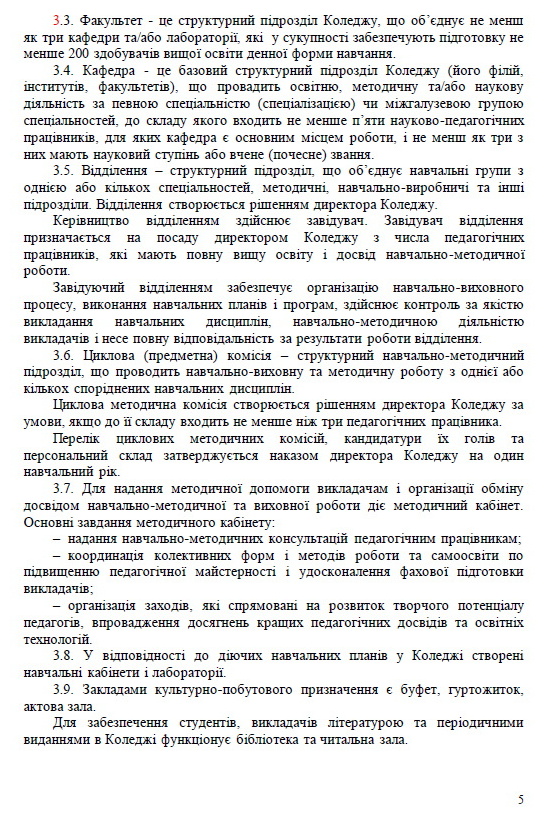 3.3. Факультет - це структурний підрозділ Коледжу, що об’єднує не менш
як три кафедри та/або лабораторії, які у сукупності забезпечують підготовку не
менше 200 здобувачів вищої освіти денної форми навчання.
3.4. Кафедра - це базовий структурний підрозділ Коледжу (його філій,
інститутів, факультетів), що провадить освітню, методичну та/або наукову
діяльність за певною спеціальністю (спеціалізацією) чи міжгалузевою групою
спеціальностей, до складу якого входить не менше п’яти науково-педагогічних
працівників, для яких кафедра є основним місцем роботи, і не менш як три з
них мають науковий ступінь або вчене (почесне) звання.
3.5. Відділення – структурний підрозділ, що об’єднує навчальні групи з
однією або кількох спеціальностей, методичні, навчально-виробничі та інші
підрозділи. Відділення створюється рішенням директора Коледжу.
Керівництво відділенням здійснює завідувач. Завідувач відділення
призначається на посаду директором Коледжу з числа педагогічних
працівників, які мають повну вищу освіту і досвід навчально-методичної
роботи.
Завідуючий відділенням забезпечує організацію навчально-виховного
процесу, виконання навчальних планів і програм, здійснює контроль за якістю
викладання навчальних дисциплін, навчально-методичною діяльністю
викладачів і несе повну відповідальність за результати роботи відділення.
3.6. Циклова (предметна) комісія – структурний навчально-методичний
підрозділ, що проводить навчально-виховну та методичну роботу з однієї або
кількох споріднених навчальних дисциплін.
Циклова методична комісія створюється рішенням директора Коледжу за
умови, якщо до її складу входить не менше ніж три педагогічних працівника.
Перелік циклових методичних комісій, кандидатури їх голів та
персональний склад затверджується наказом директора Коледжу на один
навчальний рік.
3.7. Для надання методичної допомоги викладачам і організації обміну
досвідом навчально-методичної та виховної роботи діє методичний кабінет.
Основні завдання методичного кабінету:
– надання навчально-методичних консультацій педагогічним працівникам;
– координація колективних форм і методів роботи та самоосвіти по
підвищенню педагогічної майстерності і удосконалення фахової підготовки
викладачів;
– організація заходів, які спрямовані на розвиток творчого потенціалу
педагогів, впровадження досягнень кращих педагогічних досвідів та освітніх
технологій.
3.8. У відповідності до діючих навчальних планів у Коледжі створені
навчальні кабінети і лабораторії.
3.9. Закладами культурно-побутового призначення є буфет, гуртожиток,
актова зала.
Для забезпечення студентів, викладачів літературою та періодичними
виданнями в Коледжі функціонує бібліотека та читальна зала.
5